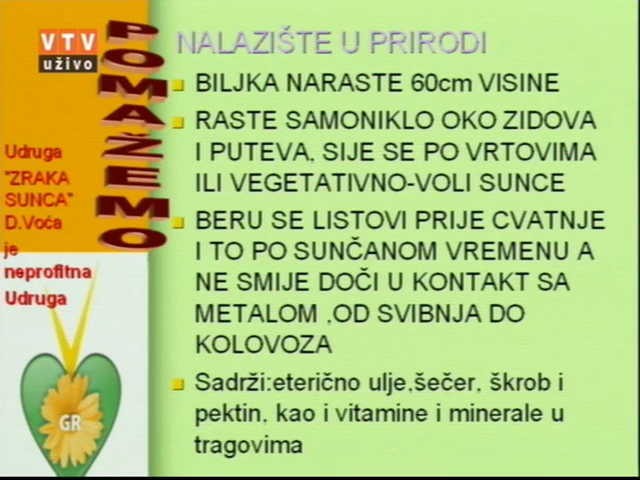 VTV
uživo
POMAŽEMO
Udruga
"ZRAKA
SUNCA"
D.Voća
je
neprofitna
Udruga
GR
NALAZIŠTE U PRIRODI
BILJKA NARASTE 60cm VISINE
RASTE SAMONIKLO OKO ZIDOVA
I PUTEVA, SIJE SE PO VRTOVIMA
ILI VEGETATIVNO-VOLI SUNCE
BERU SE LISTOVI PRIJE CVATNJE
I TO PO SUNČANOM VREMENU A
NE SMIJE DOČI U KONTAKT SA
METALOM ,OD SVIBNJA DO
KOLOVOZA
Sadrži:eterično ulje,šečer, škrob i
pektin, kao i vitamine i minerale u
tragovima